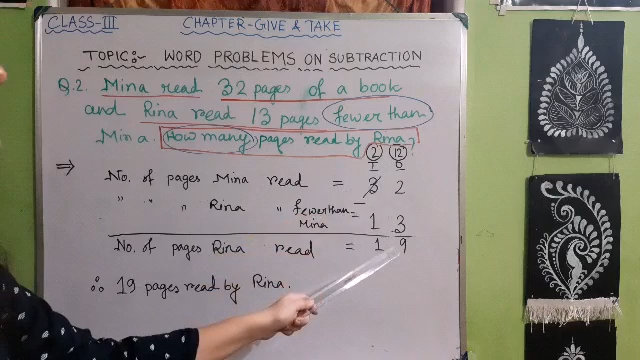 CLASS-III CHAPTER-GIVE & TAKE
TOPIC:- WORD PROBLEMS ON SUBTRACTION
Q.2. Mina read 32 pages of a book
and Rina read 13 pages fewer than
Mina. How many pages read by Rina?
2 12
T O
⇒ No. of pages Mina read = 3 2
" " " Rina " fewer than Mina = 1 3
No. of pages Rina read = 1 9
∴ 19 pages read by Rina.